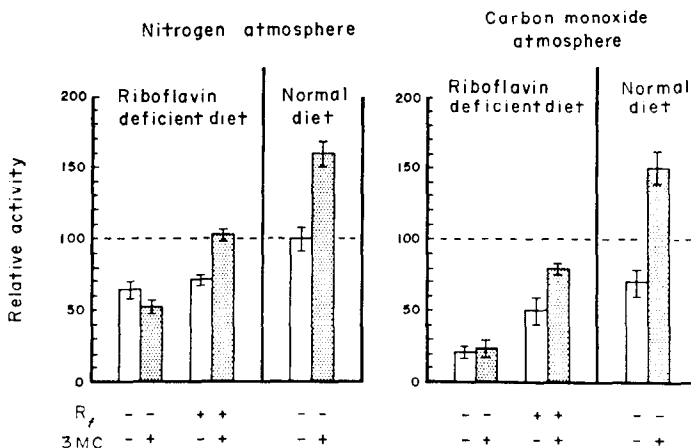 Nitrogen atmosphere
Carbon monoxide
atmosphere
Relative activity
200
150
100
50
0
Riboflavin
deficient diet
Normal
diet
200
150
100
50
0
Riboflavin
deficient diet
Normal
diet
Rf - - + + - -
3MC - + - + - +
- - + + - -
- + - + - +